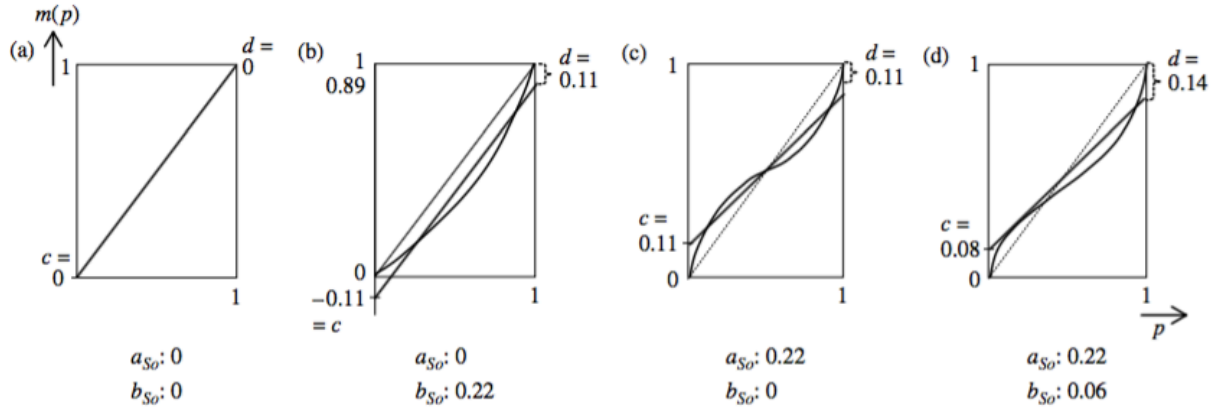 m(p)
(a)
1
d =
0
c =
0
1
(b)
1
0.89
d =
0.11
0
−0.11
= c
1
(c)
1
d =
0.11
c =
0.11
0
1
(d)
1
d =
0.14
c =
0.08
0
1
p
a_So: 0
b_So: 0
a_So: 0
b_So: 0.22
a_So: 0.22
b_So: 0
a_So: 0.22
b_So: 0.06